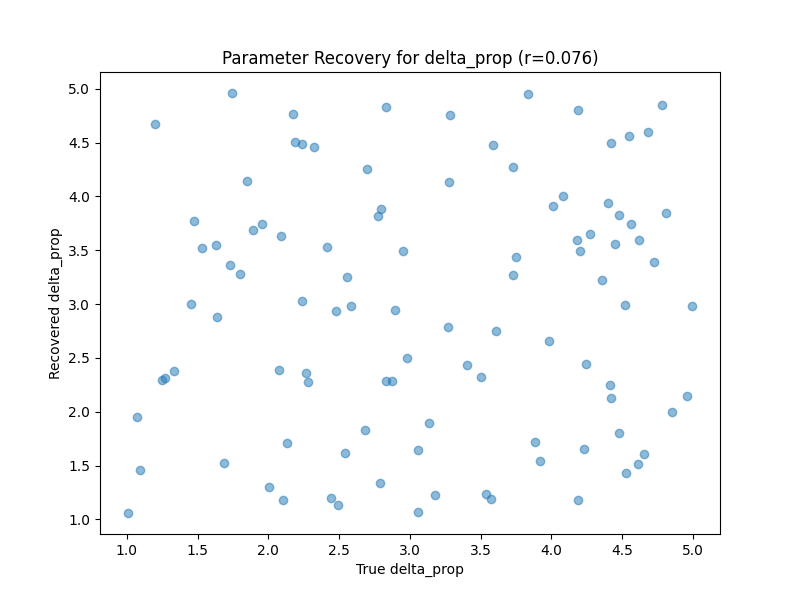 Parameter Recovery for delta_prop (r=0.076)
5.0
4.5
4.0
3.5
3.0
2.5
2.0
1.5
1.0
Recovered delta_prop
1.0 1.5 2.0 2.5 3.0 3.5 4.0 4.5 5.0
True delta_prop